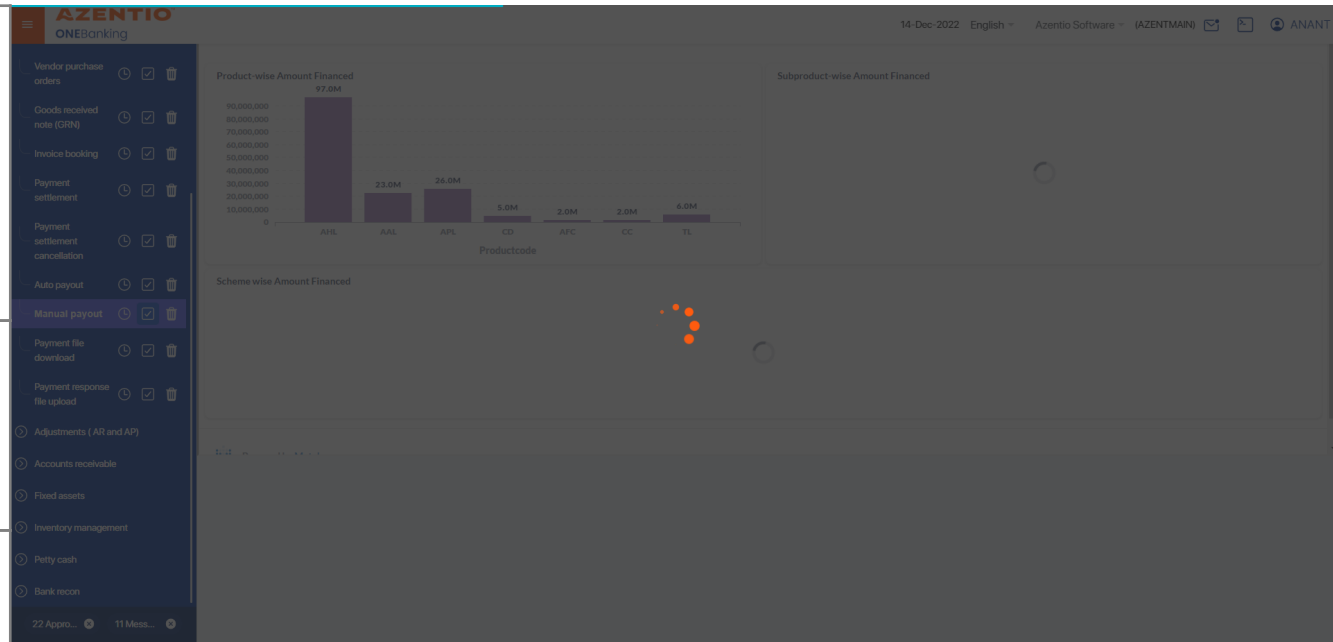 AZENTIO
ONEBanking
14-Dec-2022 English Azentio Software (AZENTMAIN) ANANT
Vendor purchase
orders
Goods received
note (GRN)
Invoice booking
Payment
settlement
Payment
settlement
cancellation
Auto payout
Manual payout
Payment file
download
Payment response
file upload
Adjustments ( AR and AP)
Accounts receivable
Fixed assets
Inventory management
Petty cash
Bank recon
22 Appro...
11 Mess...
Product-wise Amount Financed
97.0M
90,000,000
80,000,000
70,000,000
60,000,000
50,000,000
40,000,000
30,000,000
20,000,000
10,000,000
0
23.0M
26.0M
5.0M
2.0M
2.0M
6.0M
AHL AAL APL CD AFC CC TL
Productcode
Subproduct-wise Amount Financed
Scheme wise Amount Financed